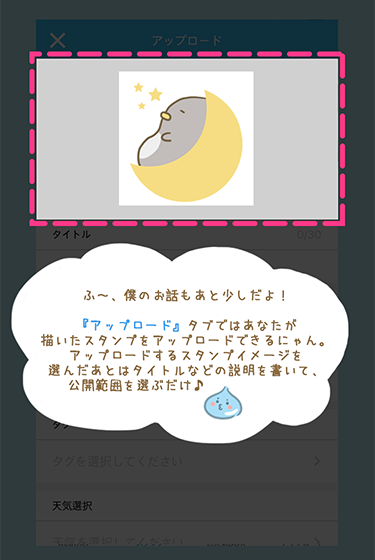 アップロード
タイトル
0/30
ふ〜、僕のお話もあと少しだよ！
『アップロード』タブではあなたが
描いたスタンプをアップロードできるにゃん。
アップロードするスタンプイメージを
選んだあとはタイトルなどの説明を書いて、
公開範囲を選ぶだけ♪
タグを選択してください
天気選択